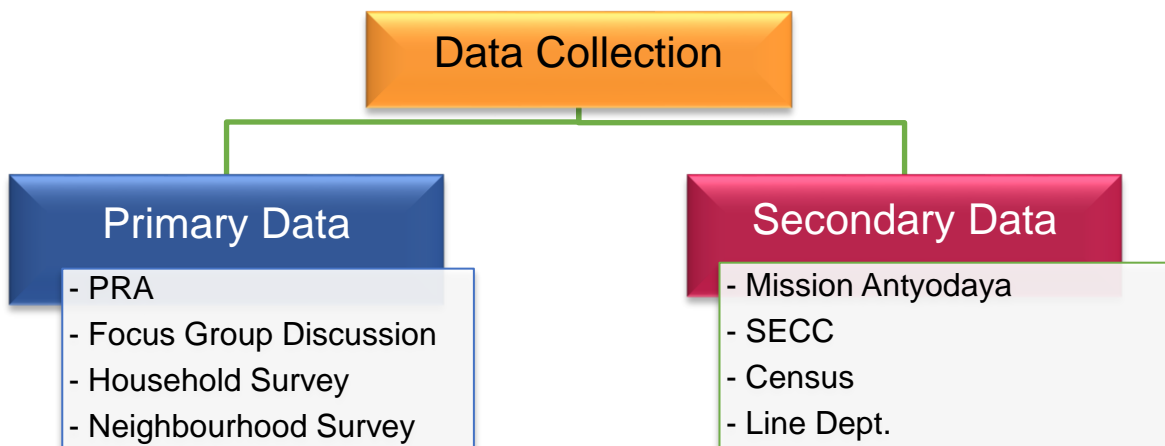 Data Collection
Primary Data
- PRA
- Focus Group Discussion
- Household Survey
- Neighbourhood Survey
Secondary Data
- Mission Antyodaya
- SECC
- Census
- Line Dept.